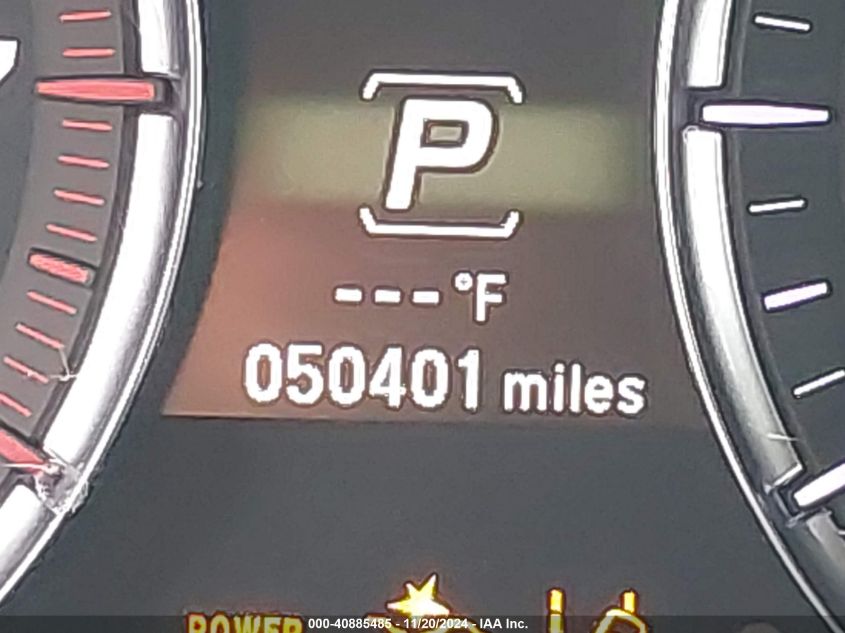 P
---°F
050401 miles
POWER
000-40885485 - 11/20/2024 - IAA Inc.